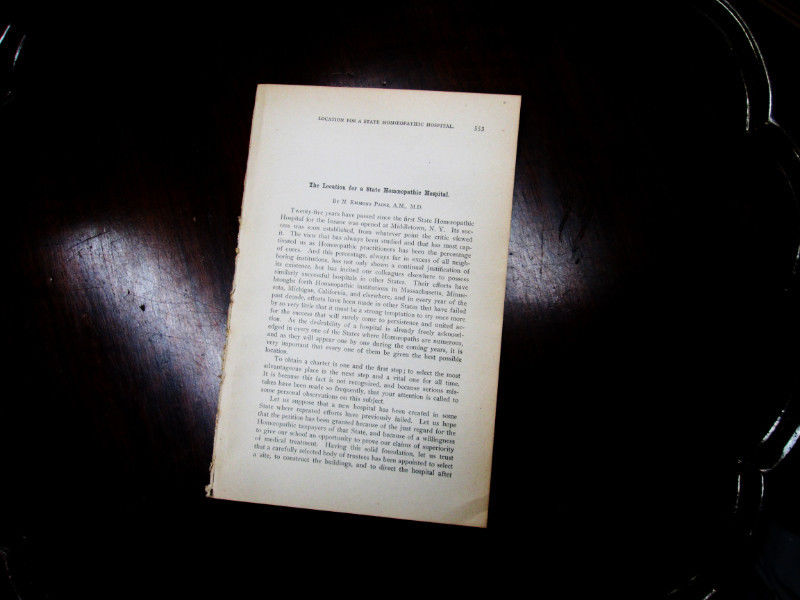 LOCATION FOR A STATE HOMŒOPATHIC HOSPITAL. 553
The Location for a State Homœopathic Hospital.
BY N. EMMONS PAINE, A.M., M.D.
Twenty-five years have passed since the first State Homœopathic
Hospital for the Insane was opened at Middletown, N. Y. Its suc-
cess was soon established, from whatever point the critic viewed
it. The view that has always been studied and that has most cap-
tivated us as Homœopathic practitioners has been the percentage
of cures. And this percentage, always far in excess of all neigh-
boring institutions, has not only shown a continual justification of
its existence, but has incited our colleagues elsewhere to possess
similarly successful hospitals in other States. Their efforts have
brought forth Homœopathic institutions in Massachusetts, Minne-
sota, Michigan, California, and elsewhere, and in every year of the
past decade, efforts have been made in other States that have failed
by so very little that it must be a strong temptation to try once more
for the success that will surely come to persistence and united ac-
tion. As the desirability of a hospital is already freely acknowl-
edged in every one of the States where Homœopaths are numerous,
and as they will appear one by one during the coming years, it is
very important that every one of them be given the best possible
location.
To obtain a charter is one and the first step; to select the most
advantageous place is the next step and a vital one for all time.
It is because this fact is not recognized, and because serious mis-
takes have been made so frequently, that your attention is called to
some personal observations on this subject.
Let us suppose that a new hospital has been created in some
State where repeated efforts have previously failed. Let us hope
that the petition has been granted because of the just regard for the
Homœopathic taxpayers of that State, and because of a willingness
to give our school an opportunity to prove our claims of superiority
of medical treatment. Having this solid foundation, let us trust
that a carefully selected body of trustees has been appointed to select
a site, to construct the buildings, and to direct the hospital after